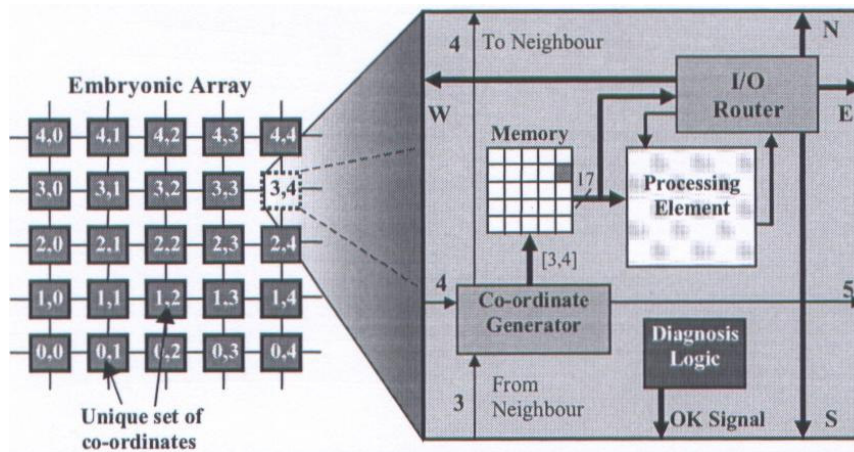 Embryonic Array
4,0 4,1 4,2 4,3 4,4
3,0 3,1 3,2 3,3 3,4
2,0 2,1 2,2 2,3 2,4
1,0 1,1 1,2 1,3 1,4
0,0 0,1 0,2 0,3 0,4
Unique set of
co-ordinates
4 To Neighbour
N
W
I/O
Router
E
Memory
17
Processing
Element
[3,4]
4
Co-ordinate
Generator
5
Diagnosis
Logic
3
From
Neighbour
OK Signal
S